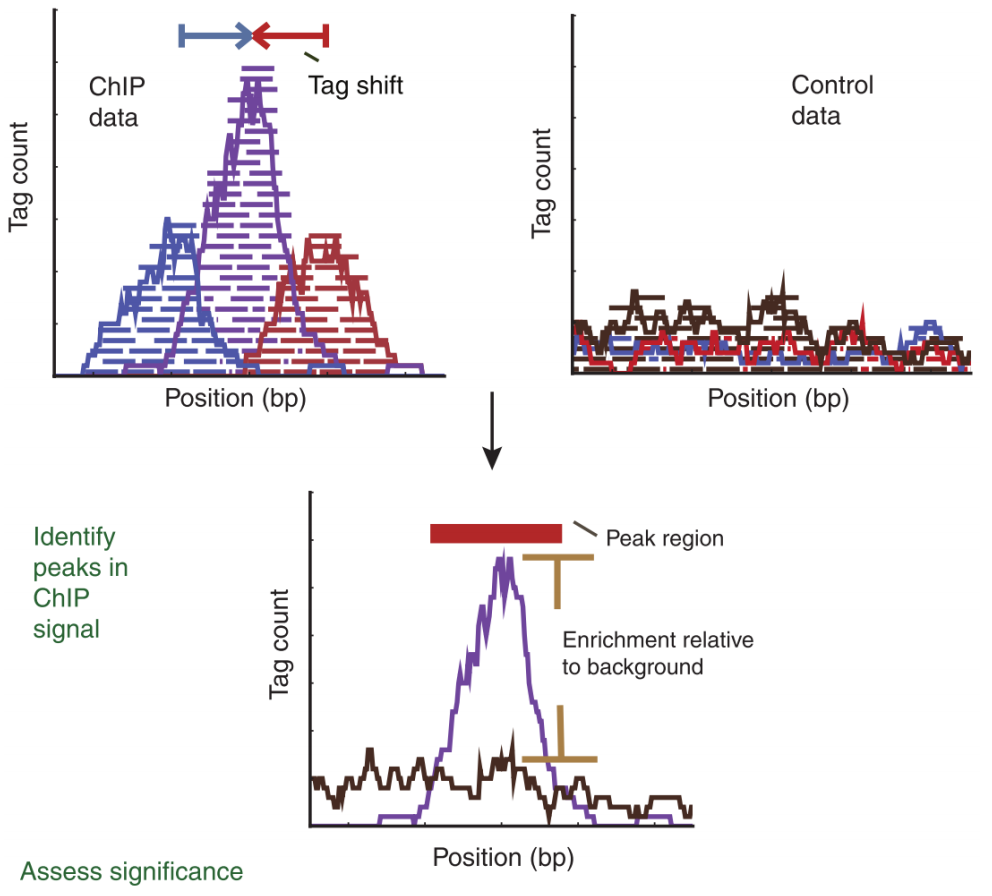 ChIP
data
Tag shift
Tag count
Position (bp)
Control
data
Tag count
Position (bp)
Identify
peaks in
ChIP
signal
Peak region
Enrichment relative
to background
Tag count
Position (bp)
Assess significance